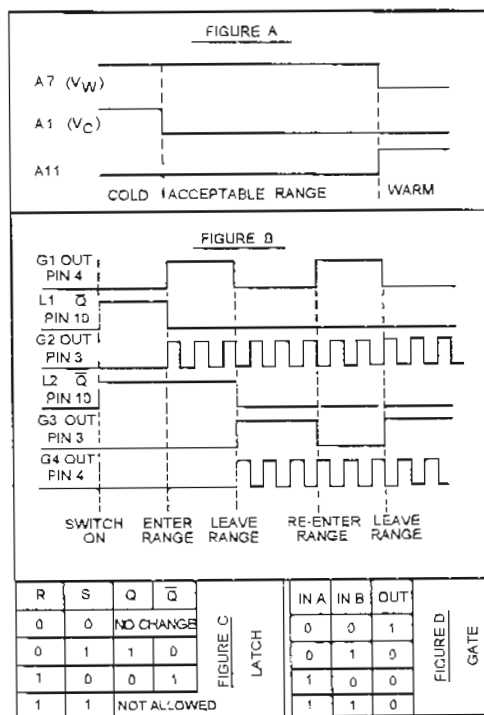 FIGURE A
A7 (VW)
A1 (VC)
A11
COLD ACCEPTABLE RANGE WARM
FIGURE B
G1 OUT
PIN 4
L1 Q̅
PIN 10
G2 OUT
PIN 3
L2 Q̅
PIN 10
G3 OUT
PIN 3
G4 OUT
PIN 4
SWITCH ON
ENTER RANGE
LEAVE RANGE
RE-ENTER RANGE
LEAVE RANGE
R S Q Q̅
0 0 NO CHANGE
0 1 1 0
1 0 0 1
1 1 NOT ALLOWED
FIGURE C
LATCH
IN A IN B OUT
0 0 1
0 1 0
1 0 0
1 1 0
FIGURE D
GATE